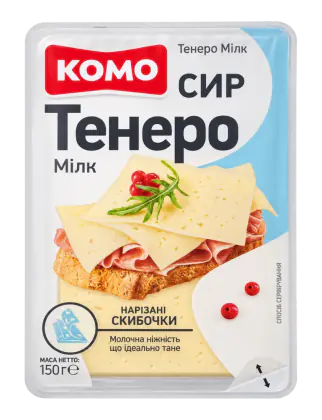 Тенеро Мілк
КОМО
СИР
Тенеро
Мілк
НАРІЗАНІ
СКИБОЧКИ
Молочна ніжність
що ідеально тане
МАСА НЕТТО:
150 г ℮
СПОСІБ СЕРВІРУВАННЯ